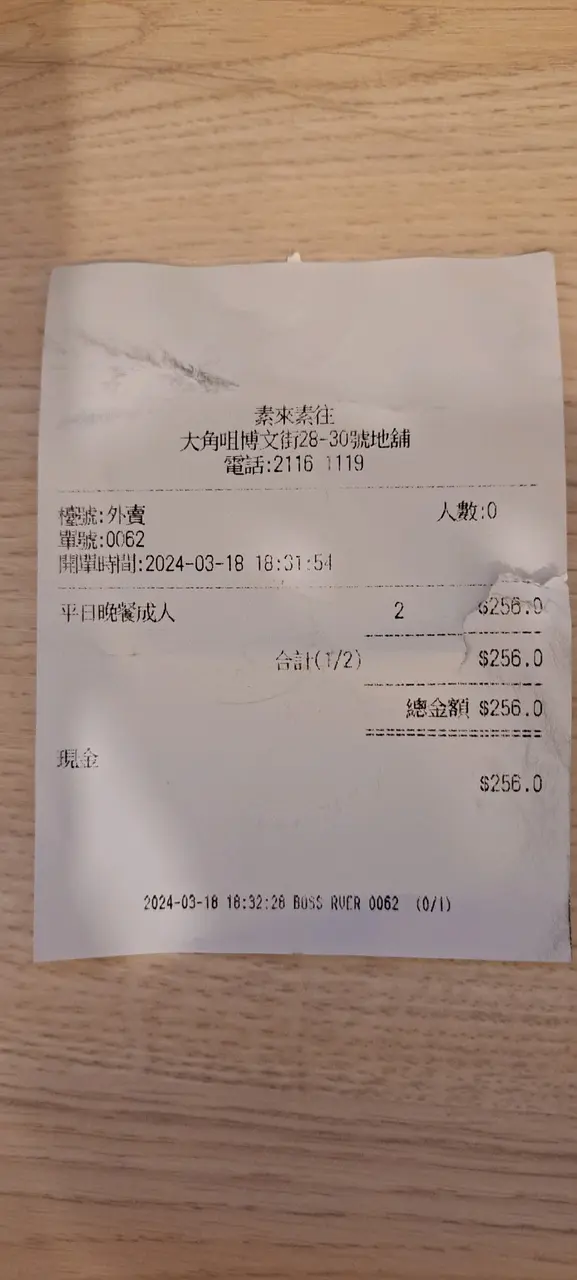 素來素往
大角咀博文街28-30號地舖
電話:2116 1119
檯號:外賣 人數:0
單號:0062
開單時間:2024-03-18 18:31:54
平日晚餐成人 2 $256.0
合計(1/2) $256.0
總金額 $256.0
現金
$256.0
2024-03-18 18:32:28 BOSS RVER 0062 (0/1)